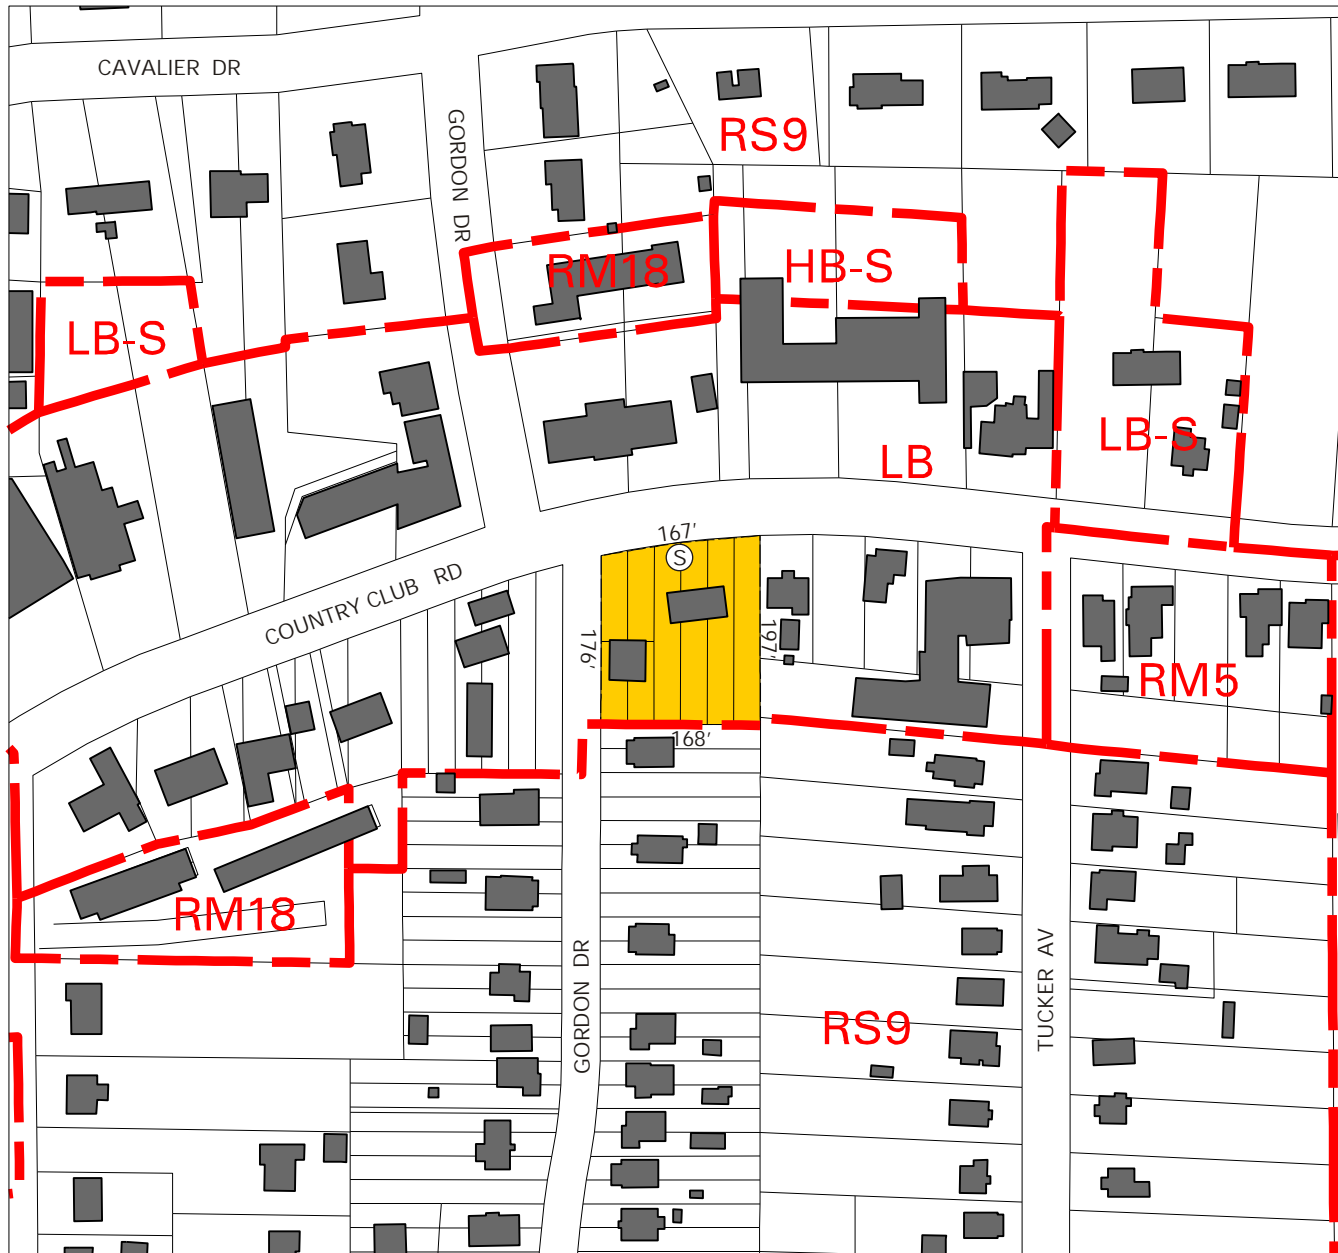 CAVALIER DR
GORDON DR
RS9
RM18
HB-S
LB-S
LB
LB-S
167’
S
COUNTRY CLUB RD
176’
197’
RM5
168’
RM18
GORDON DR
TUCKER AV
RS9